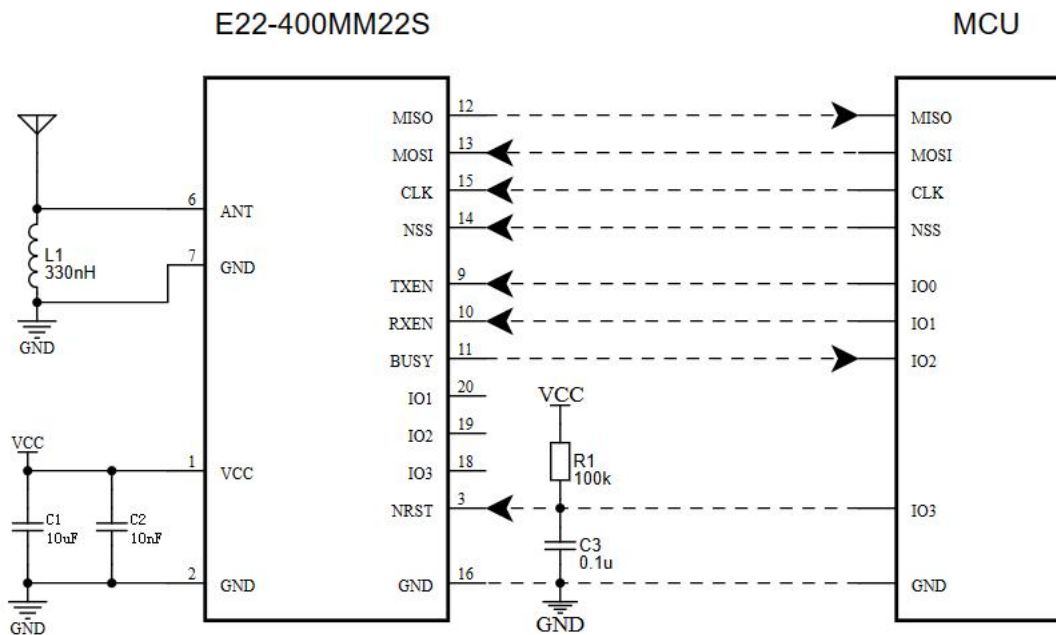 E22-400MM22S MCU
12
MISO MISO
13
MOSI MOSI
15
CLK CLK
6
ANT
14
NSS NSS
L1
330nH
7
GND
9
TXEN IO0
10
RXEN IO1
GND
11
BUSY IO2
20
IO1
VCC
19
IO2
VCC
1
VCC
18
IO3
R1
100k
3
NRST IO3
C1
10uF
C2
10nF
C3
0.1u
2
GND
16
GND GND
GND
GND